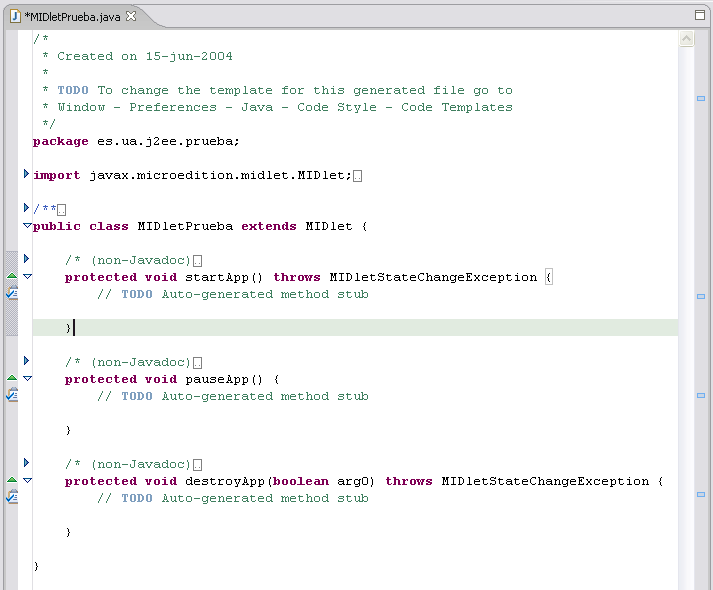 *MIDletPrueba.java
/*
* Created on 15-jun-2004
*
* TODO To change the template for this generated file go to
* Window - Preferences - Java - Code Style - Code Templates
*/
package es.ua.j2ee.prueba;
import javax.microedition.midlet.MIDlet;
/**
public class MIDletPrueba extends MIDlet {
/* (non-Javadoc)
protected void startApp() throws MIDletStateChangeException {
// TODO Auto-generated method stub
}
/* (non-Javadoc)
protected void pauseApp() {
// TODO Auto-generated method stub
}
/* (non-Javadoc)
protected void destroyApp(boolean arg0) throws MIDletStateChangeException {
// TODO Auto-generated method stub
}
}